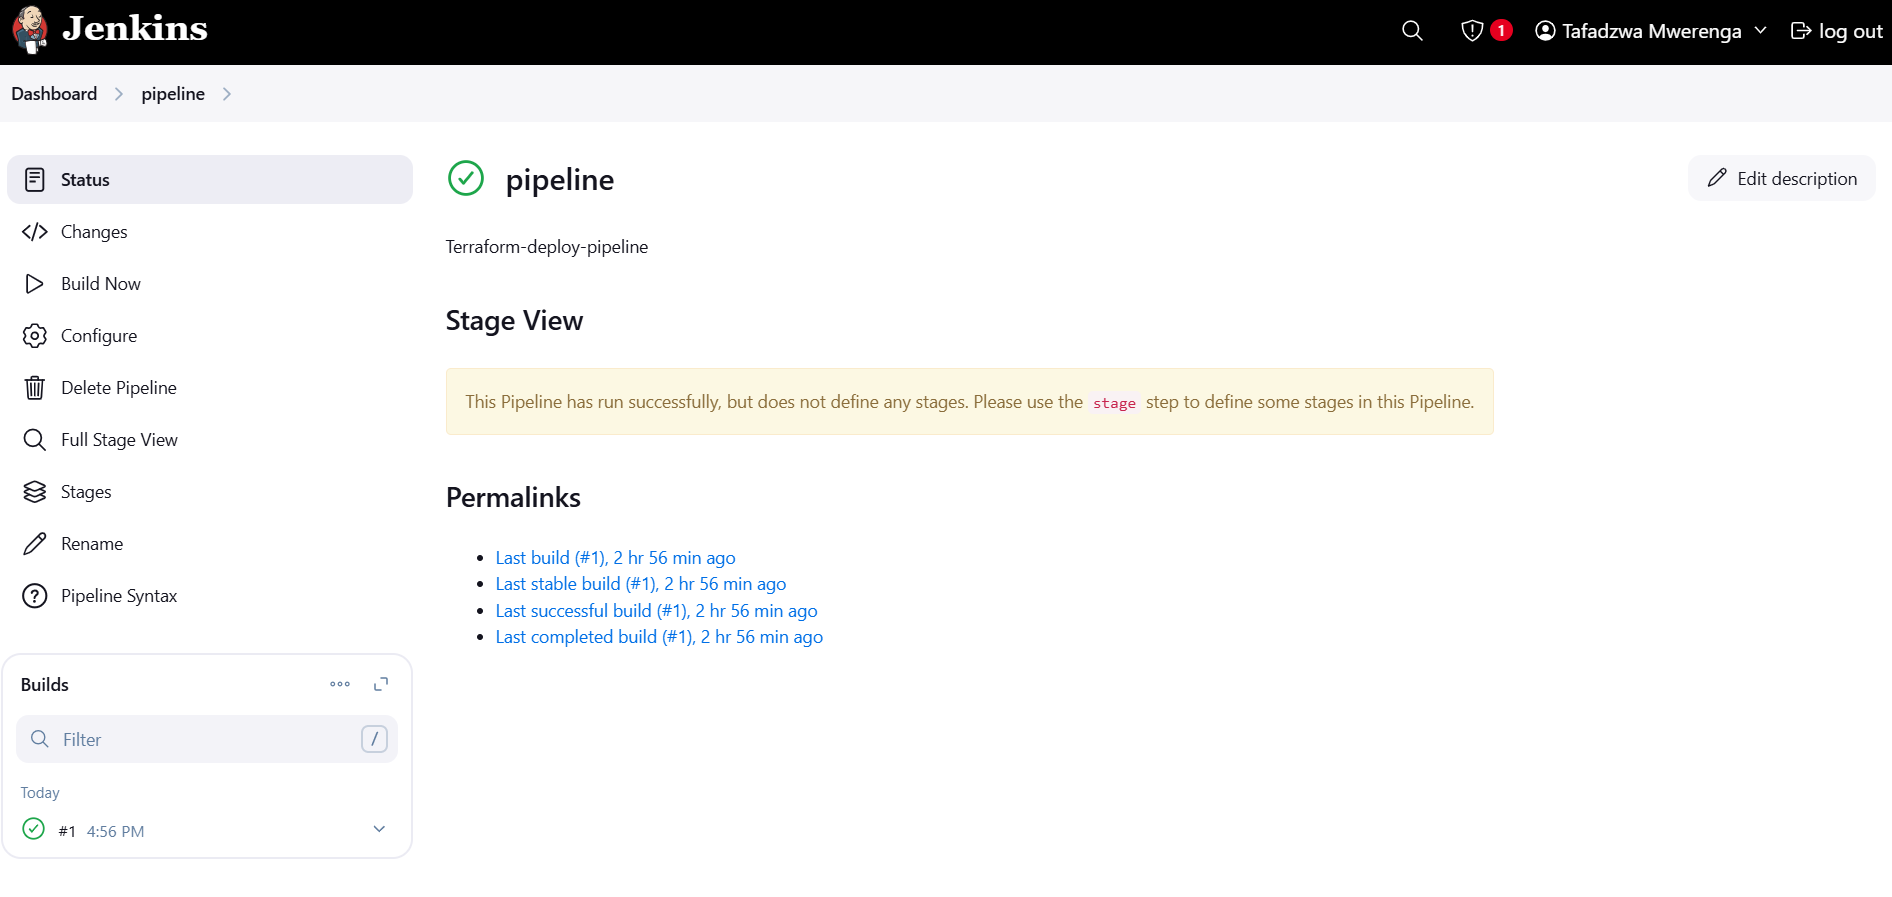 Jenkins
1
Tafadzwa Mwerenga
log out
Dashboard
pipeline
Status
Changes
Build Now
Configure
Delete Pipeline
Full Stage View
Stages
Rename
Pipeline Syntax
Builds
Filter
/
Today
#1 4:56 PM
pipeline
Edit description
Terraform-deploy-pipeline
Stage View
This Pipeline has run successfully, but does not define any stages. Please use the stage step to define some stages in this Pipeline.
Permalinks
Last build (#1), 2 hr 56 min ago
Last stable build (#1), 2 hr 56 min ago
Last successful build (#1), 2 hr 56 min ago
Last completed build (#1), 2 hr 56 min ago